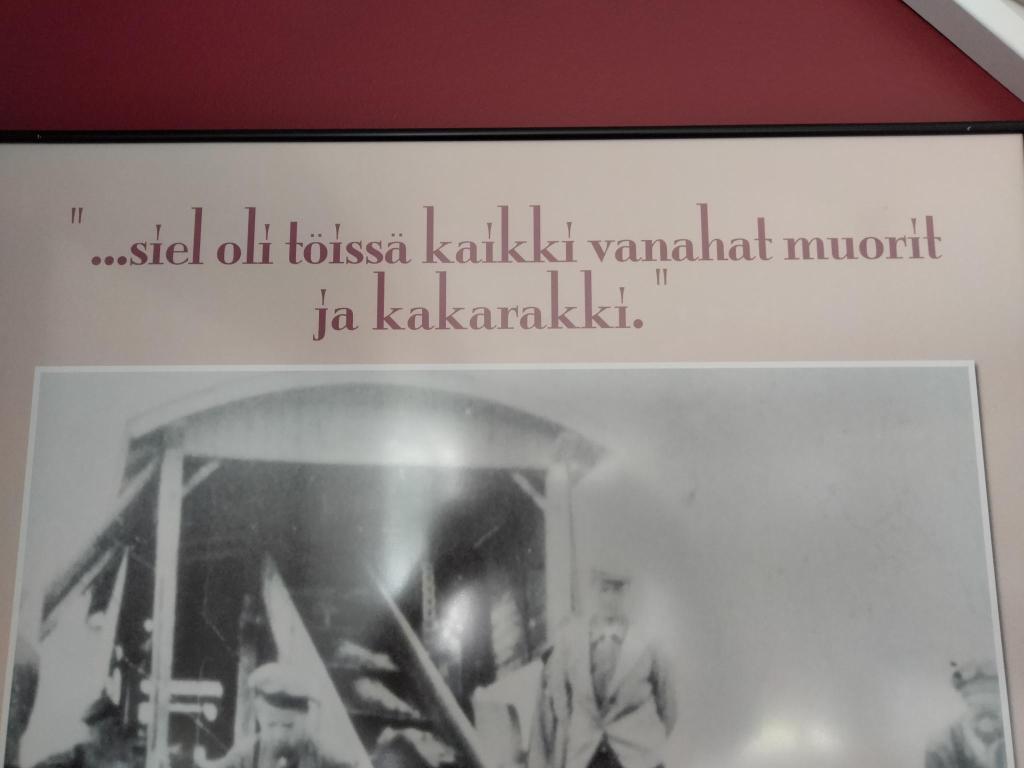 "...siel oli töissä kaikki vanahat muorit
ja kakarakki."